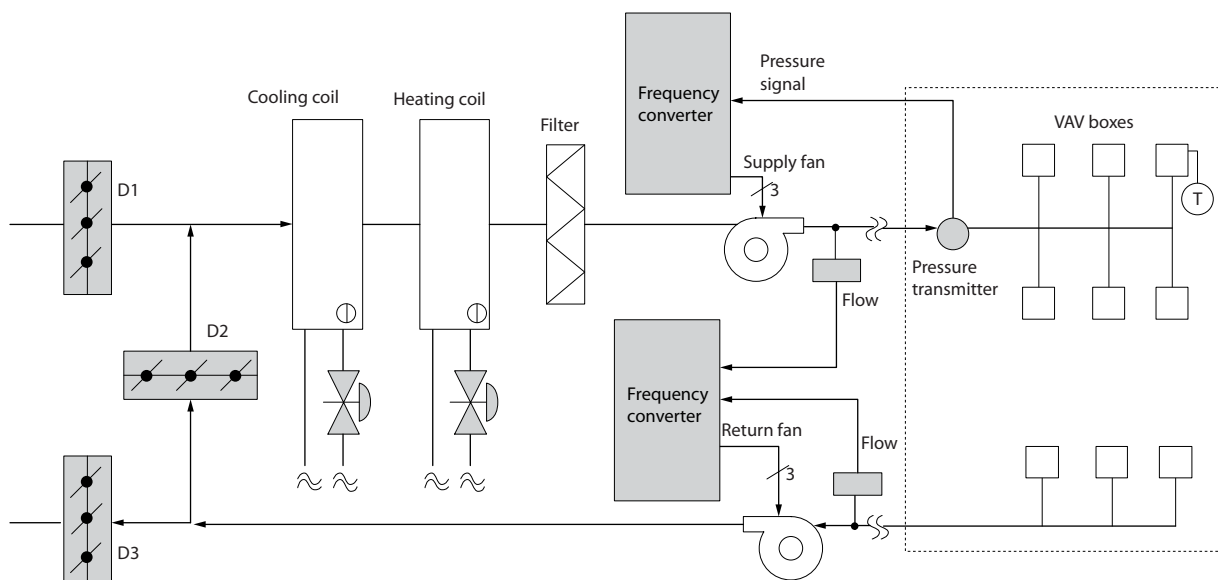 Cooling coil
Heating coil
Filter
Frequency
converter
Pressure
signal
VAV boxes
Supply fan
3
T
D1
Pressure
transmitter
Flow
D2
Frequency
converter
Return fan
3
Flow
D3